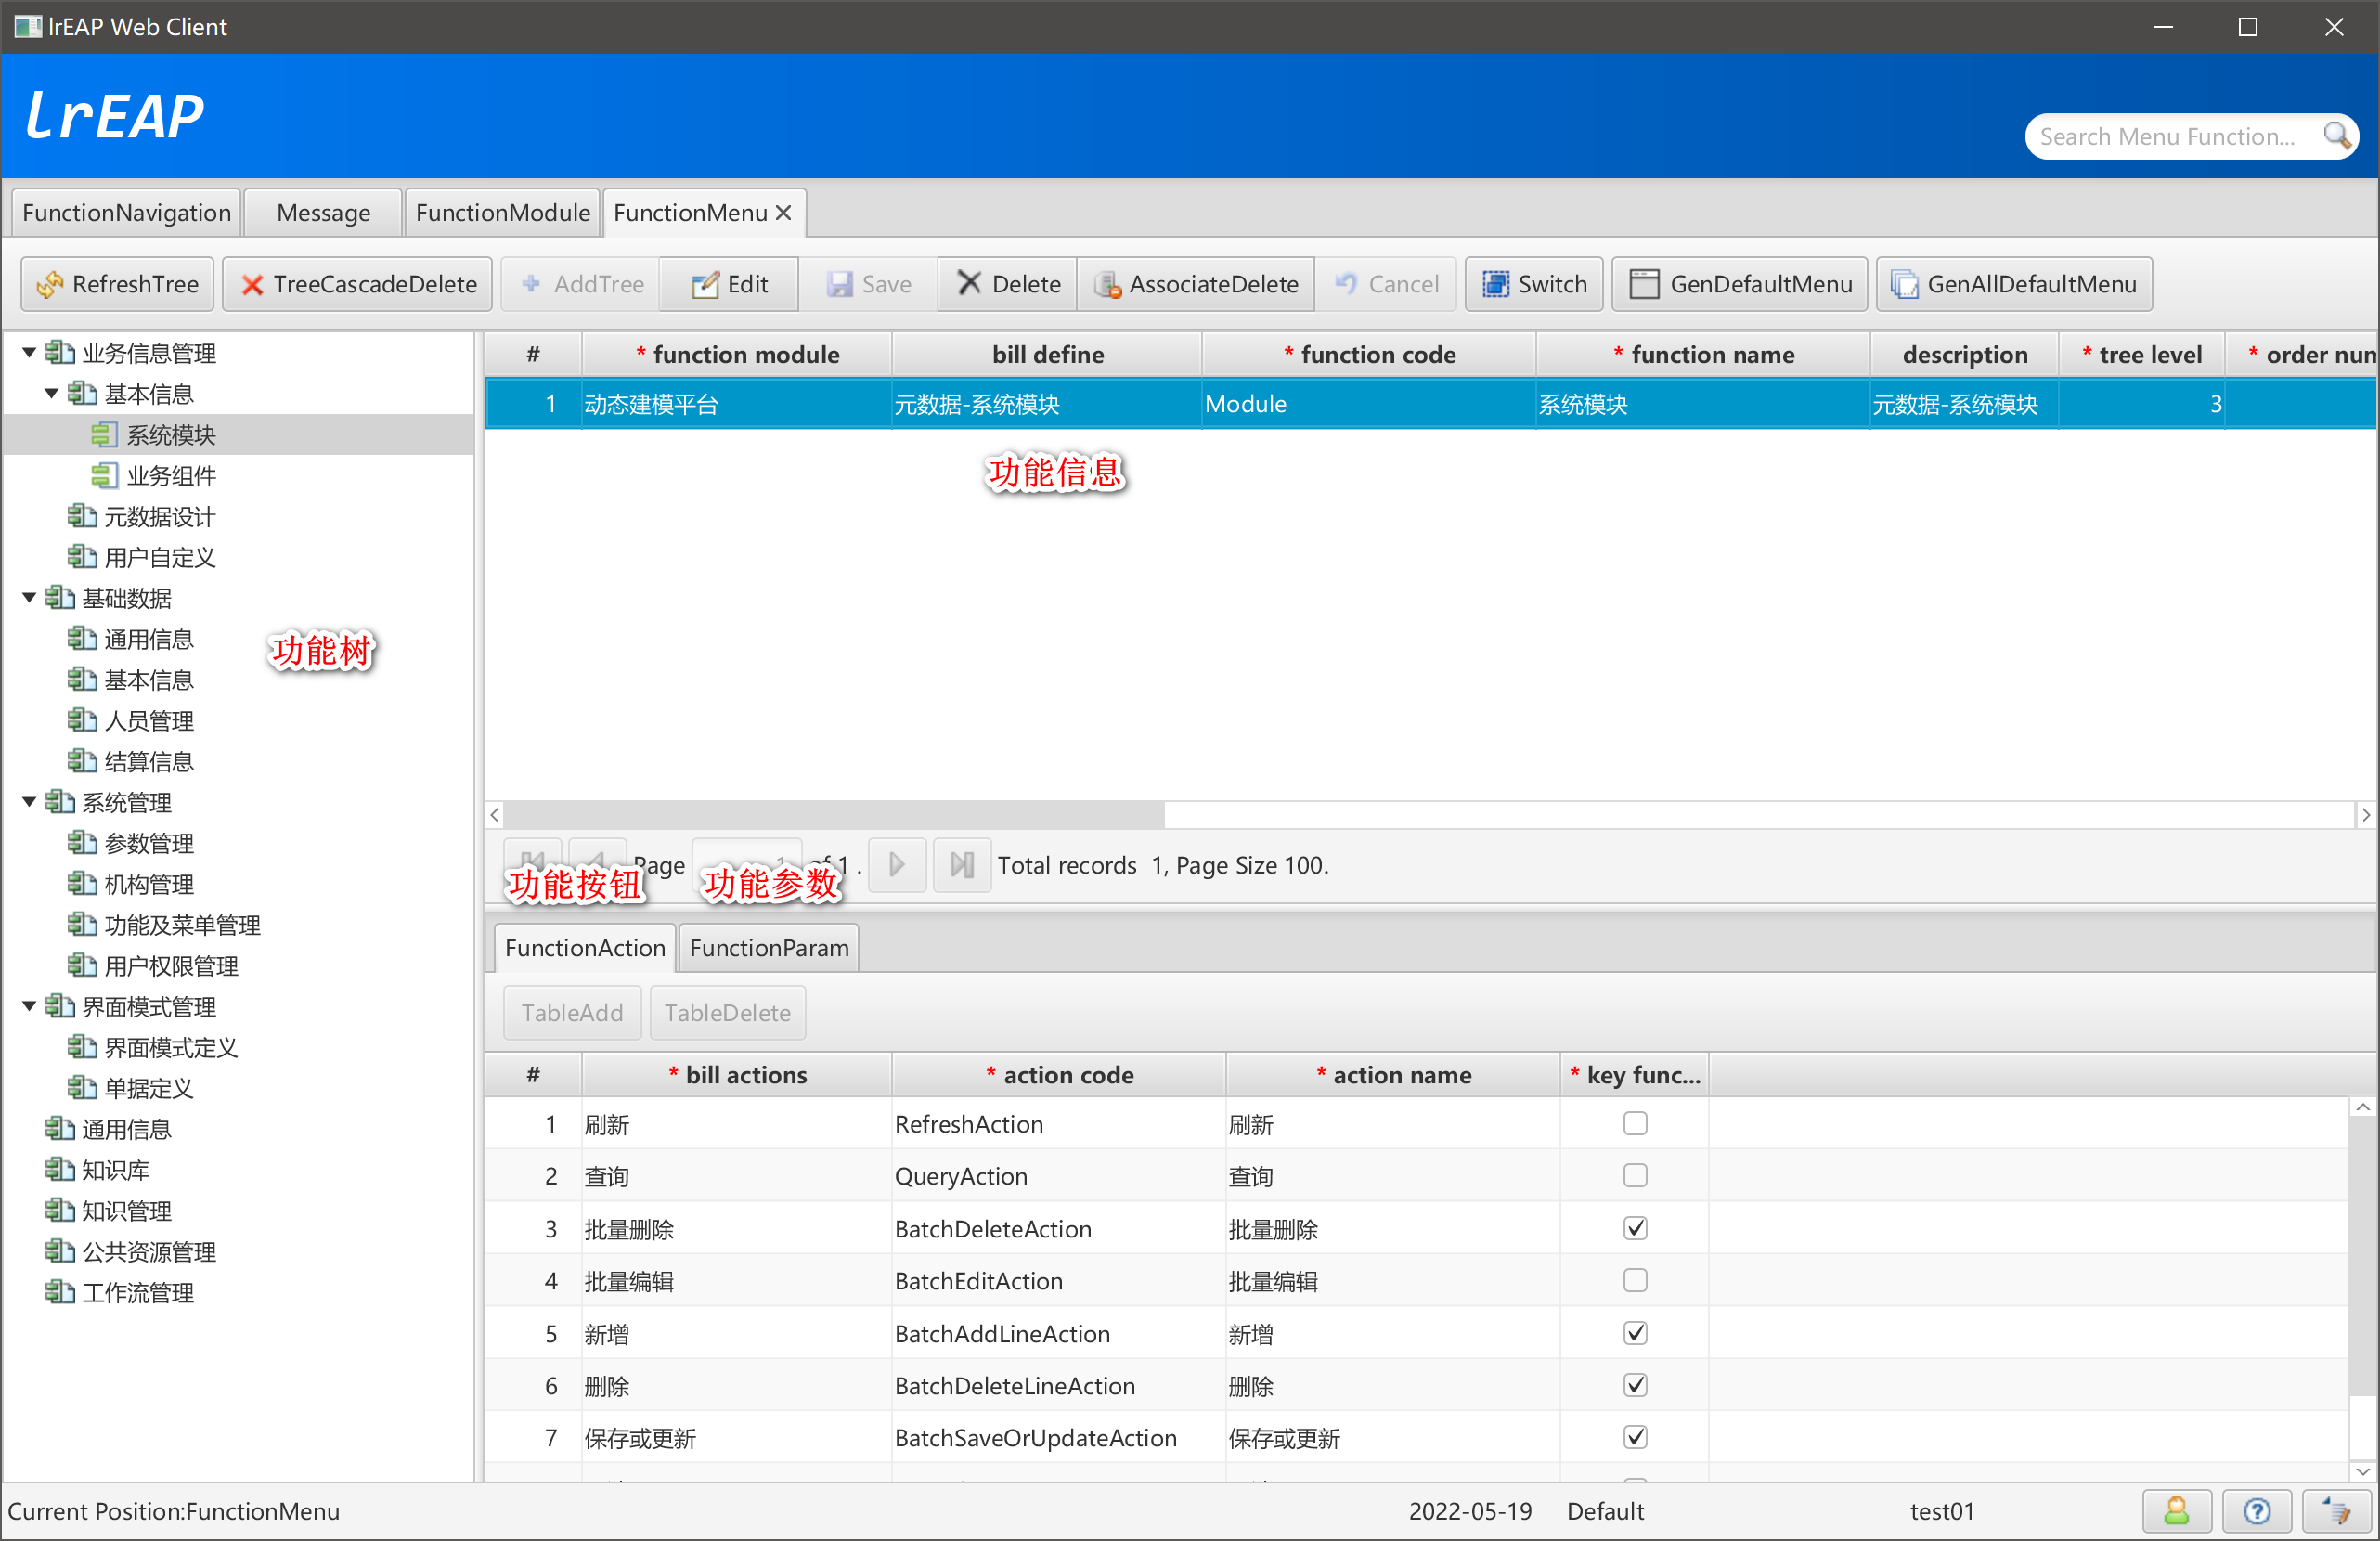 lrEAP Web Client
lrEAP
Search Menu Function...
FunctionNavigation Message FunctionModule FunctionMenu
RefreshTree TreeCascadeDelete AddTree Edit Save Delete AssociateDelete Cancel Switch GenDefaultMenu GenAllDefaultMenu
业务信息管理
基本信息
系统模块
业务组件
元数据设计
用户自定义
基础数据
通用信息
基本信息
人员管理
结算信息
系统管理
参数管理
机构管理
功能及菜单管理
用户权限管理
界面模式管理
界面模式定义
单据定义
通用信息
知识库
知识管理
公共资源管理
工作流管理
功能树
# * function module bill define * function code * function name description * tree level * order num
1 动态建模平台 元数据-系统模块 Module 系统模块 元数据-系统模块 3
功能信息
Page 1 of 1 . Total records 1, Page Size 100.
功能按钮 功能参数
FunctionAction FunctionParam
TableAdd TableDelete
# * bill actions * action code * action name * key func...
1 刷新 RefreshAction 刷新
2 查询 QueryAction 查询
3 批量删除 BatchDeleteAction 批量删除
4 批量编辑 BatchEditAction 批量编辑
5 新增 BatchAddLineAction 新增
6 删除 BatchDeleteLineAction 删除
7 保存或更新 BatchSaveOrUpdateAction 保存或更新
Current Position:FunctionMenu 2022-05-19 Default test01